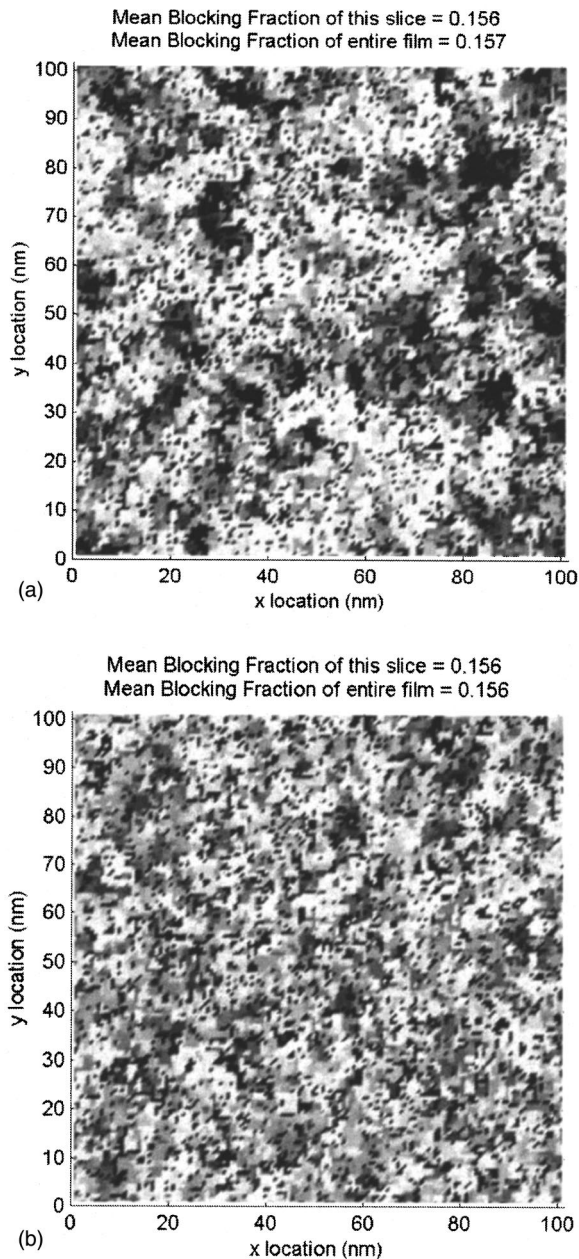 Mean Blocking Fraction of this slice = 0.156
Mean Blocking Fraction of entire film = 0.157
100
90
80
70
60
50
40
30
20
10
0
y location (nm)
0 20 40 60 80 100
x location (nm)
(a)
Mean Blocking Fraction of this slice = 0.156
Mean Blocking Fraction of entire film = 0.156
100
90
80
70
60
50
40
30
20
10
0
y location (nm)
0 20 40 60 80 100
x location (nm)
(b)